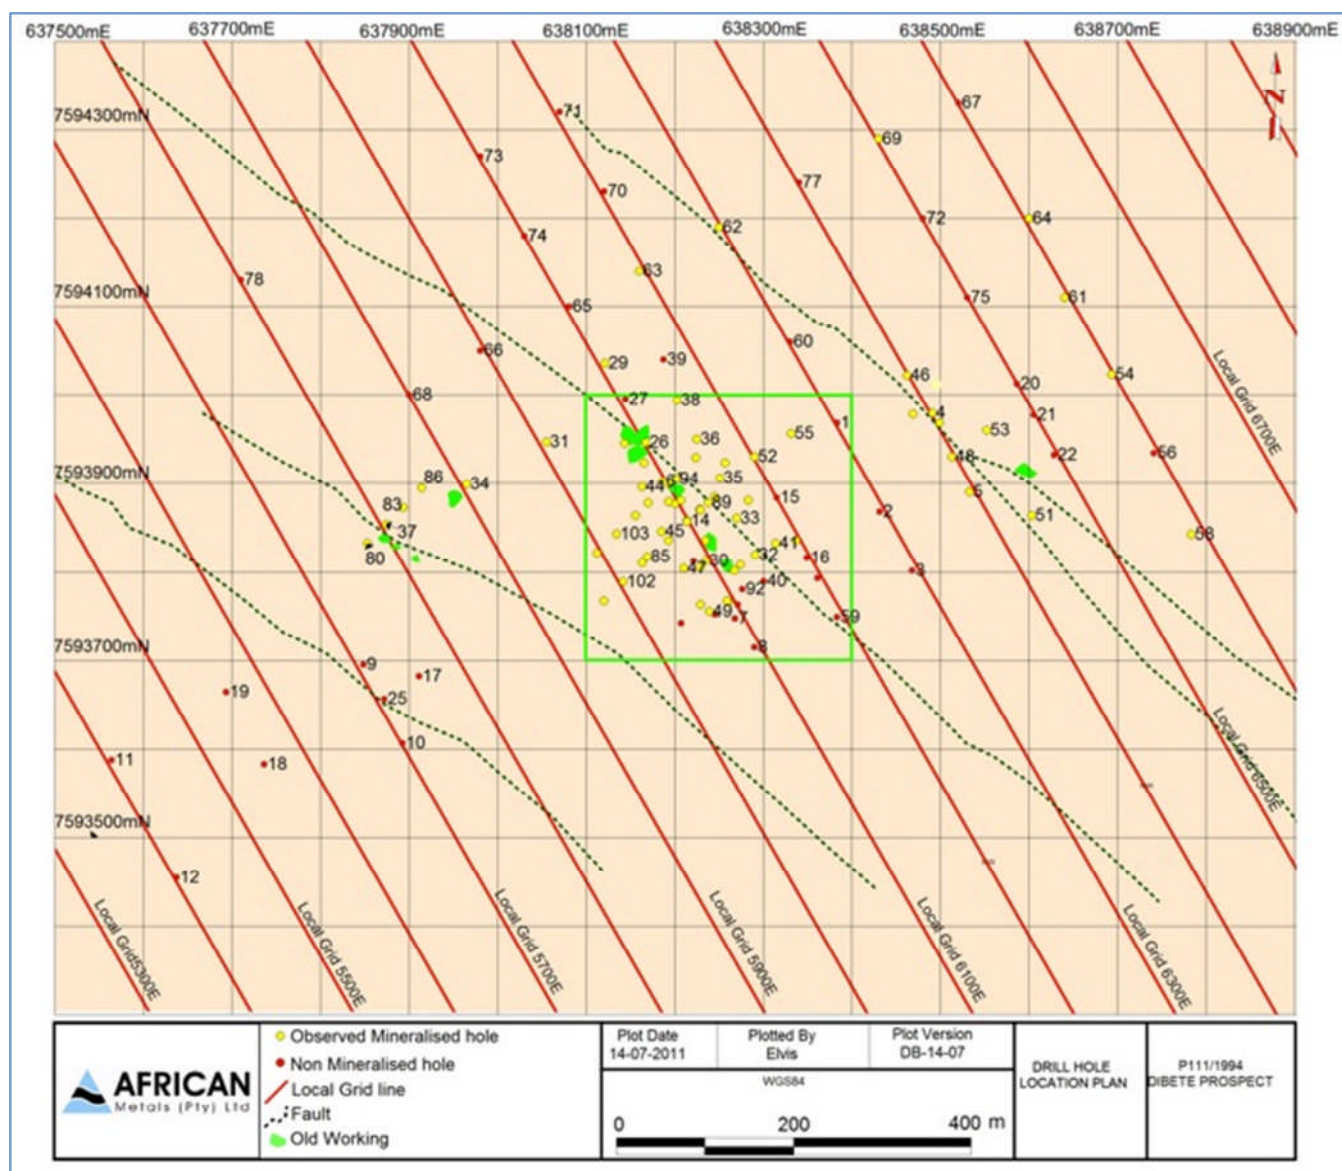 637500mE 637700mE 637900mE 638100mE 638300mE 638500mE 638700mE 638900mE
N
71
67
7594300mN
69
73
77
70
62
72
64
74
63
78
7594100mN
65
75
61
60
66
29
39
46
54
20
68
27
38
4
21
1
53
31
26
36
55
52
48
22
56
7593900mN
86
34
44
94
35
5
15
83
89
2
51
14
33
37
103
45
41
58
80
85
32
16
47
30
3
102
40
92
49
7
59
8
7593700mN
9
17
19
25
10
11
18
7593500mN
12
Local Grid 6700E
Local Grid 6500E
Local Grid5300E
Local Grid 5500E
Local Grid 5700E
Local Grid 5900E
Local Grid 6100E
Local Grid 6300E
AFRICAN
Metals (Pty) Ltd
Observed Mineralised hole
Non Mineralised hole
Local Grid line
Fault
Old Working
Plot Date
14-07-2011
Plotted By
Elvis
Plot Version
DB-14-07
WGS84
0 200 400 m
DRILL HOLE
LOCATION PLAN
P111/1994
DIBETE PROSPECT